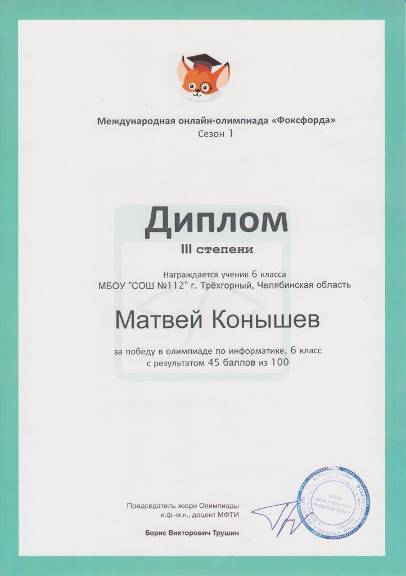 Международная онлайн-олимпиада «Фоксфорда»
Сезон 1
Диплом
III степени
Награждается ученик 6 класса
МБОУ "СОШ №112" г. Трёхгорный, Челябинская область
Матвей Конышев
за победу в олимпиаде по информатике, 6 класс
с результатом 45 баллов из 100
Председатель жюри Олимпиады
к.ф-м.н., доцент МФТИ
Борис Викторович Трушин